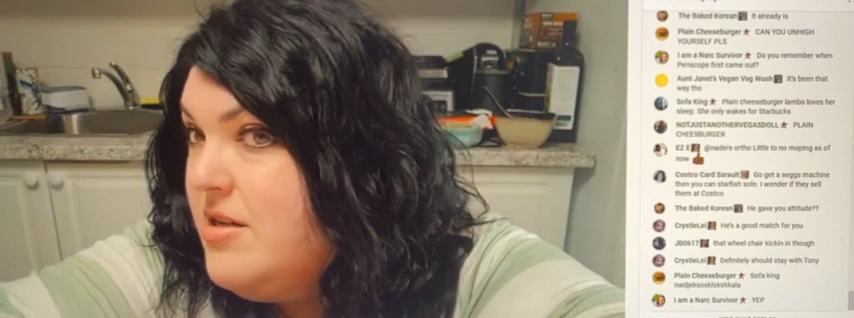 The Baked Korean It already is
Plain Cheeseburger CAN YOU UNHIGH
YOURSELF PLS
I am a Narc Survivor Do you remember when
Periscope first came out?
Aunt Janet's Vegan Vag Wash It's been that
way tho
Sofa King Plain cheeseburger lambo loves her
sleep. She only wakes for Starbucks
NOTJUSTANOTHERVEGASDOLL PLAIN
CHEESBURGER
EZ E @naders ortho Little to no moping as of
now
Costco Card Sarault Go get a seggs machine
then you can starfish solo. I wonder if they sell
them at Costco
The Baked Korean He gave you attitude??
CrystleLei He's a good match for you
JB0617 that wheel chair kickin in though
CrystleLei Definitely should stay with Tony
Plain Cheeseburger Sofa king
naidjeksosklskskkala
I am a Narc Survivor YEP